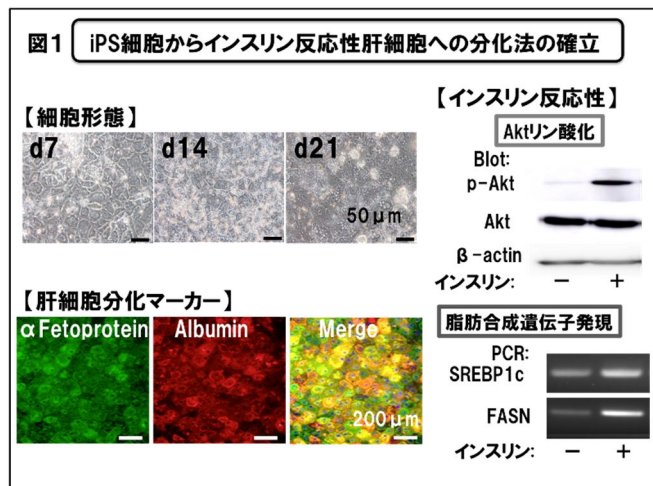 図1 iPS細胞からインスリン反応性肝細胞への分化法の確立
【細胞形態】
d7
d14
d21
50μm
【肝細胞分化マーカー】
αFetoprotein
Albumin
Merge
200μm
【インスリン反応性】
Aktリン酸化
Blot:
p-Akt
Akt
β-actin
インスリン: － ＋
脂肪合成遺伝子発現
PCR:
SREBP1c
FASN
インスリン: － ＋